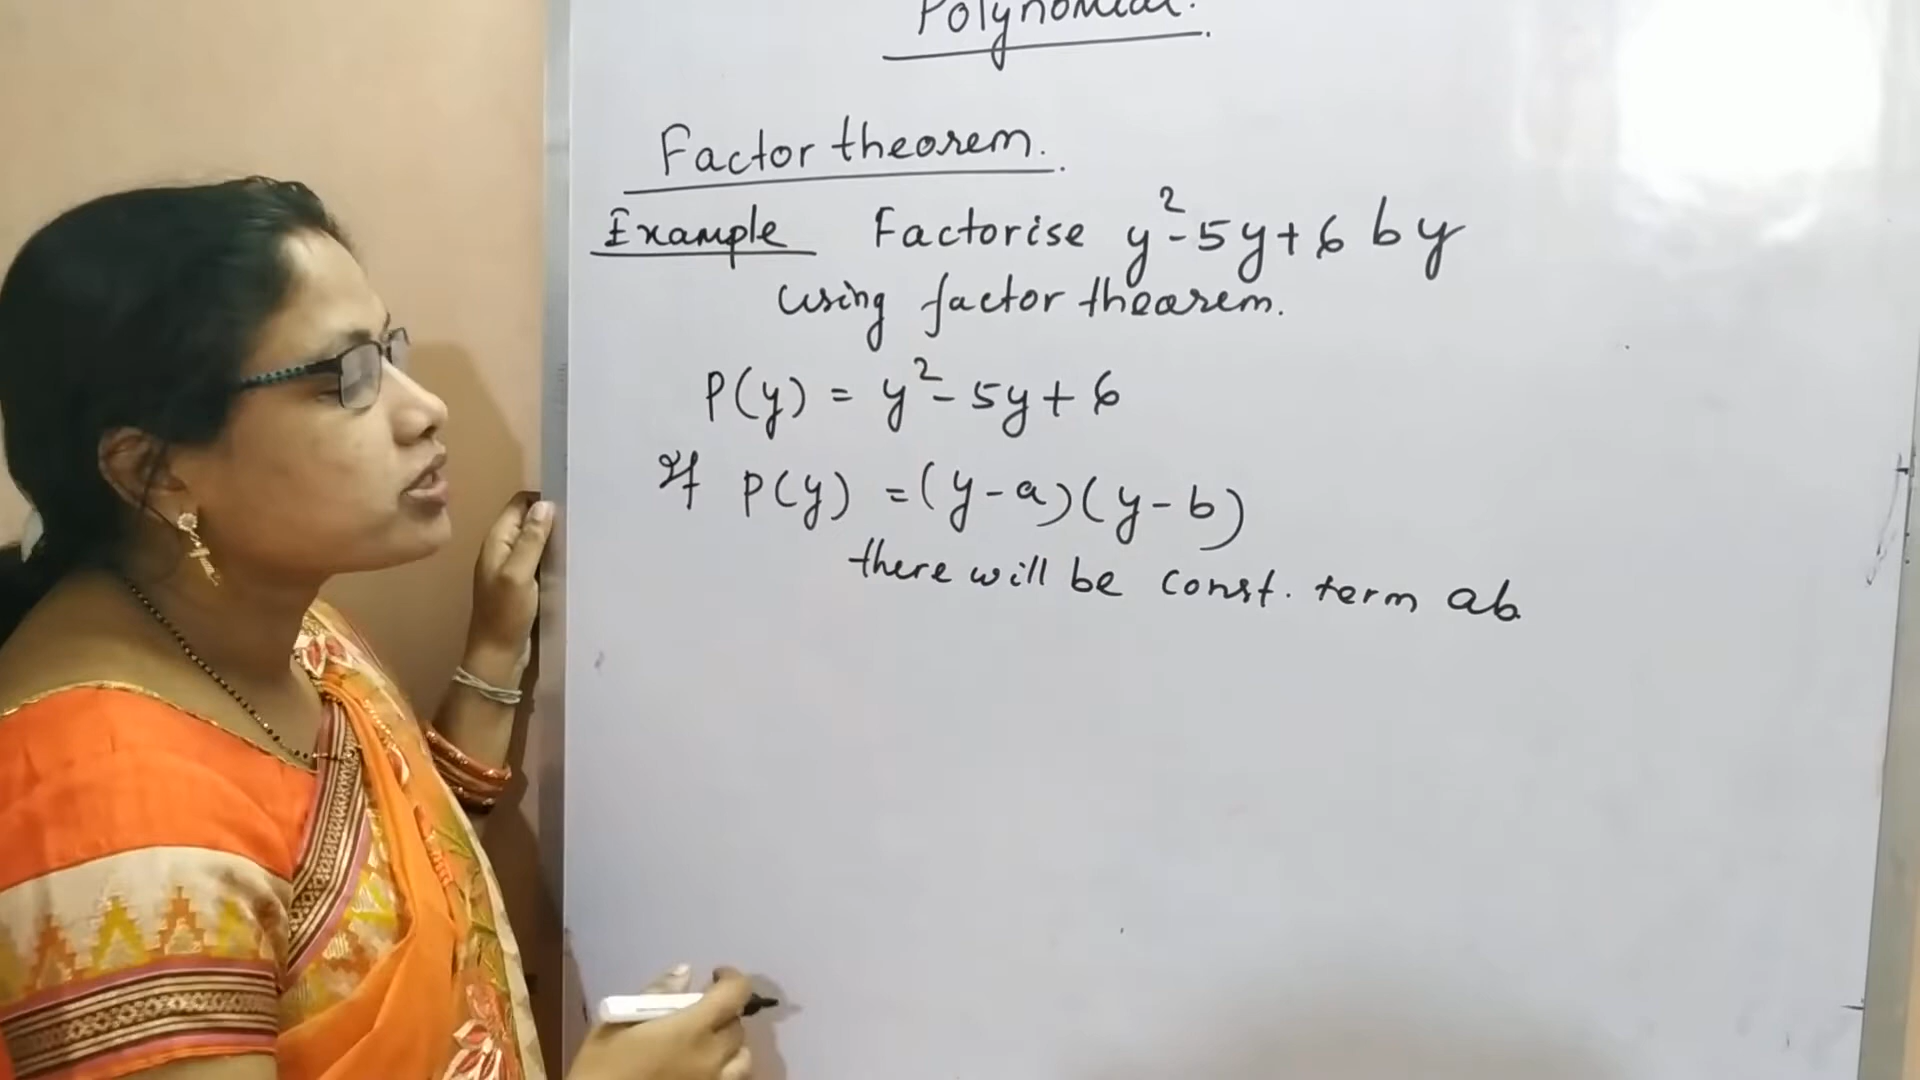 Polynomial.
Factor theorem.
Example Factorise y²-5y+6 by
using factor thearem.
P(y) = y²-5y+6
If P(y) =(y-a)(y-b)
there will be const. term ab.